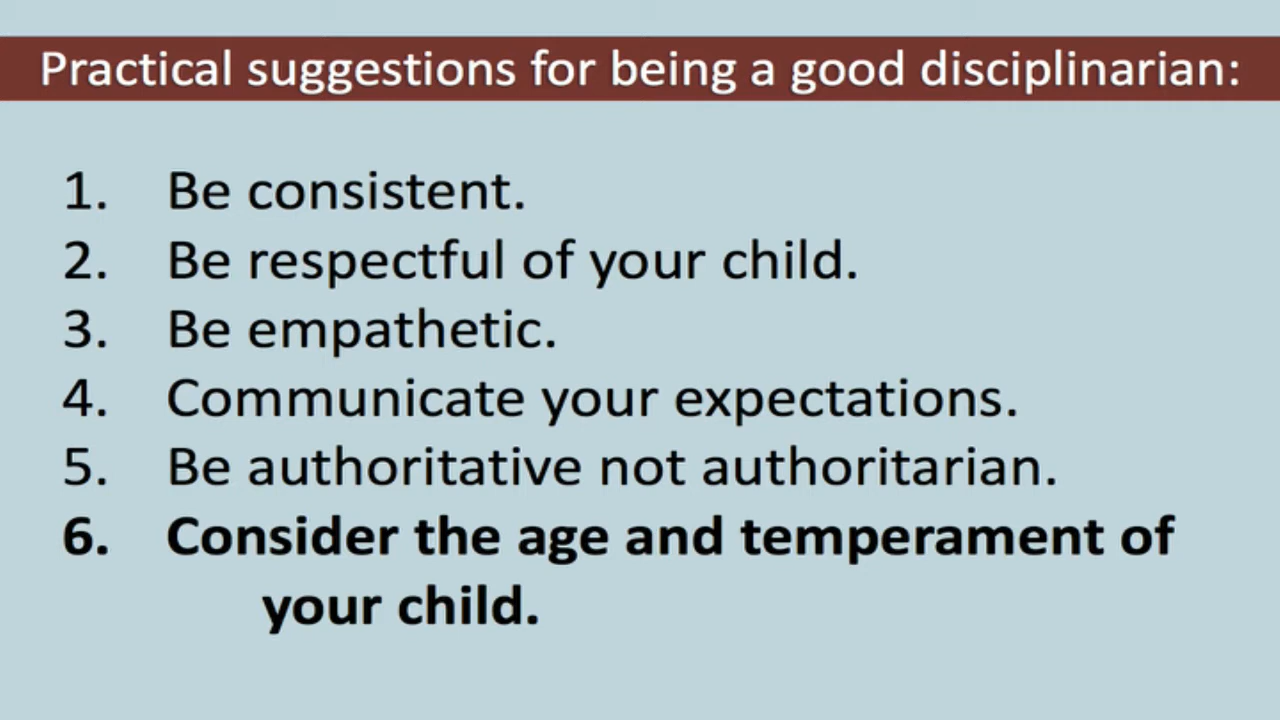 Practical suggestions for being a good disciplinarian:
1. Be consistent.
2. Be respectful of your child.
3. Be empathetic.
4. Communicate your expectations.
5. Be authoritative not authoritarian.
6. Consider the age and temperament of
your child.